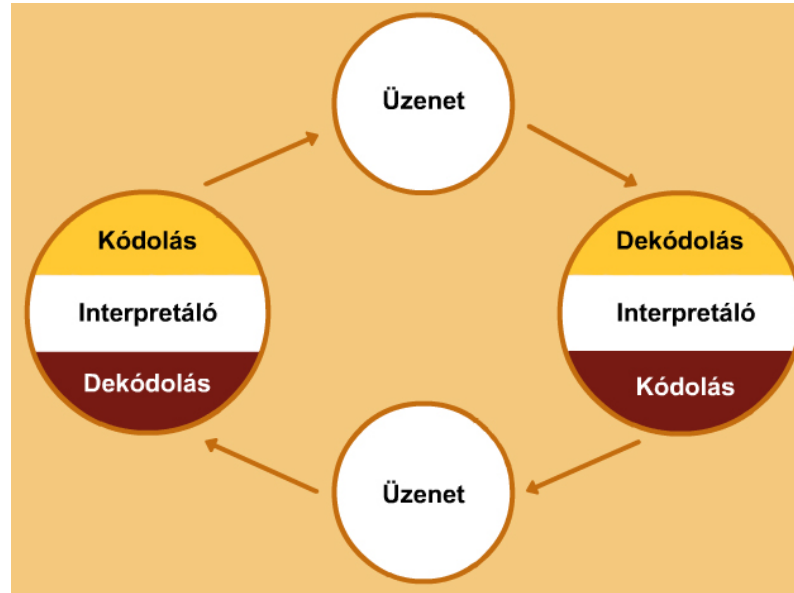 Üzenet
Kódolás
Interpretáló
Dekódolás
Dekódolás
Interpretáló
Kódolás
Üzenet